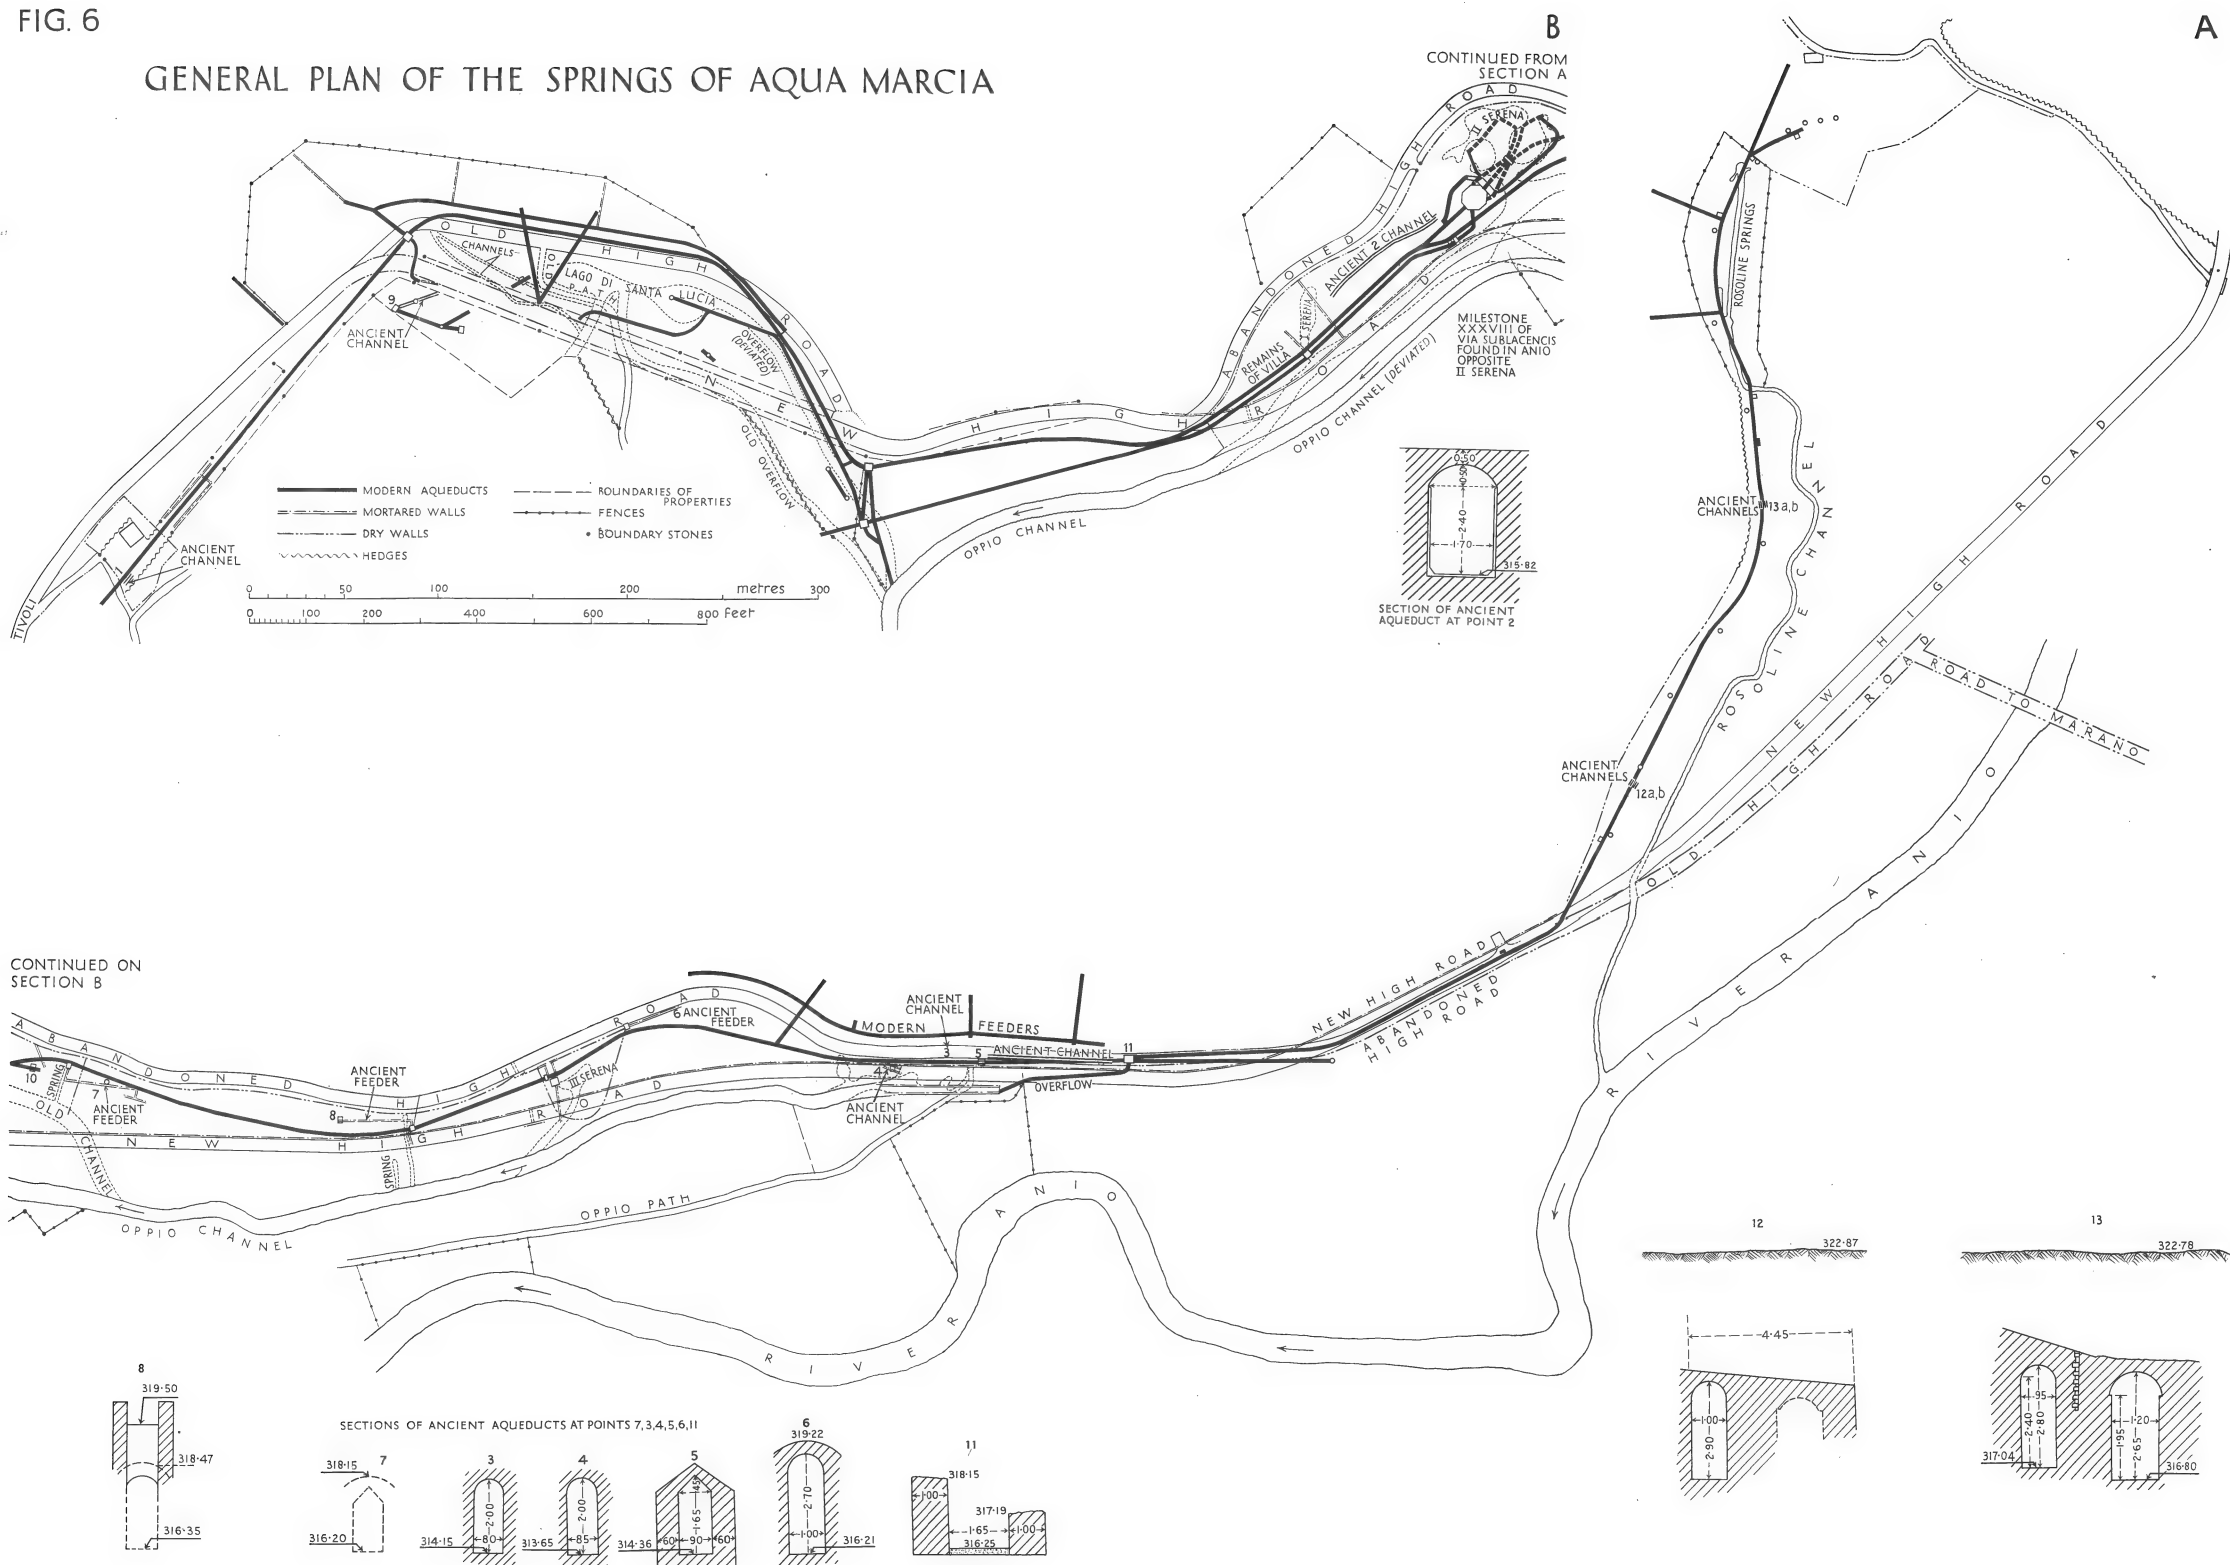 FIG. 6
GENERAL PLAN OF THE SPRINGS OF AQUA MARCIA
B
CONTINUED FROM
SECTION A
A
ROAD
II SERENA
ABANDONED HIGH
ANCIENT 2 CHANNEL
I SERENA
REMAINS
OF VILLA
MILESTONE
XXXVIII OF
VIA SUBLACENCIS
FOUND IN ANIO
OPPOSITE
II SERENA
OLD HIGH ROAD
CHANNELS
OLD
PATH
LAGO DI SANTA LUCIA
9
ANCIENT
CHANNEL
OVERFLOW
(DEVIATED)
NEW HIGH ROAD
OLD OVERFLOW
OPPIO CHANNEL (DEVIATED)
OPPIO CHANNEL
1
ANCIENT
CHANNEL
TIVOLI
MODERN AQUEDUCTS
MORTARED WALLS
DRY WALLS
HEDGES
BOUNDARIES OF
PROPERTIES
FENCES
BOUNDARY STONES
0 50 100 200 metres 300
0 100 200 400 600 800 Feet
0·50
0·50
2·40
1·70
315·82
SECTION OF ANCIENT
AQUEDUCT AT POINT 2
ROSOLINE SPRINGS
ANCIENT
CHANNELS
13 a,b
ROSOLINE CHANNEL
NEW HIGH ROAD
OLD HIGH ROAD
ROAD TO MARANO
ANCIENT
CHANNELS
12a,b
RIVER ANIO
CONTINUED ON
SECTION B
ABANDONED HIGH ROAD
10
SPRING
7
ANCIENT
FEEDER
OLD
CHANNEL
ANCIENT
FEEDER
8
SPRING
NEW HIGH ROAD
III SERENA
6 ANCIENT
FEEDER
MODERN FEEDERS
ANCIENT
CHANNEL
3
5
ANCIENT CHANNEL
11
4
ANCIENT
CHANNEL
OVERFLOW
NEW HIGH ROAD
ABANDONED
HIGH ROAD
OPPIO CHANNEL
OPPIO PATH
RIVER ANIO
8
319·50
318·47
316·35
SECTIONS OF ANCIENT AQUEDUCTS AT POINTS 7,3,4,5,6,11
7
318·15
316·20
3
2·00
80
314·15
4
2·00
85
313·65
5
45
1·65
60 90 60
314·36
6
319·22
2·70
1·00
316·21
11
318·15
1·00
317·19
1·65
1·00
316·25
12
322·87
4·45
1·00
2·90
13
322·78
95
2·40
2·80
317·04
1·20
1·95
2·65
316·80